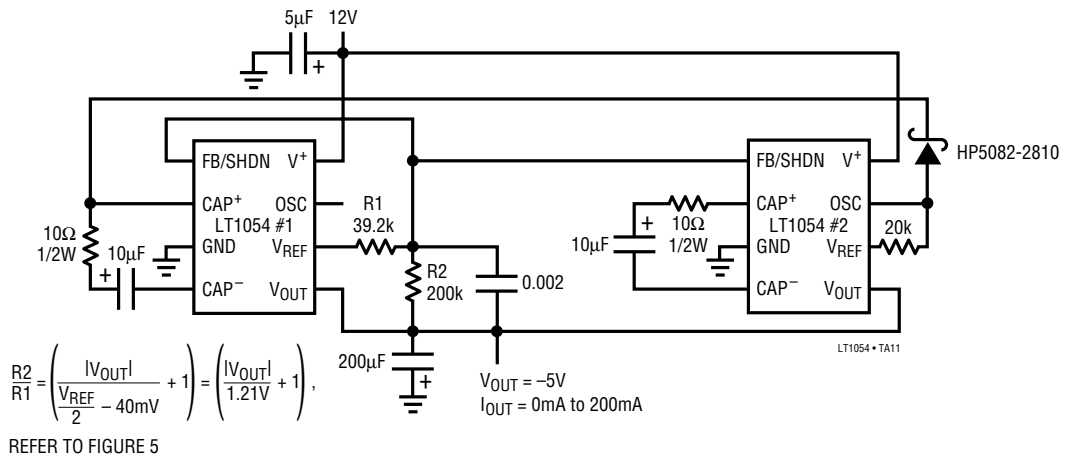 5µF 12V
FB/SHDN V+
CAP+ OSC
LT1054 #1
GND VREF
CAP– VOUT
10Ω
1/2W
10µF
+
R1
39.2k
R2
200k
0.002
200µF
+
VOUT = –5V
IOUT = 0mA to 200mA
FB/SHDN V+
CAP+ OSC
LT1054 #2
GND VREF
CAP– VOUT
10µF
+
10Ω
1/2W
20k
HP5082-2810
LT1054 • TA11
+
R2/R1 = (|VOUT| / (VREF/2 – 40mV) + 1) = (|VOUT|/1.21V + 1) ,
REFER TO FIGURE 5